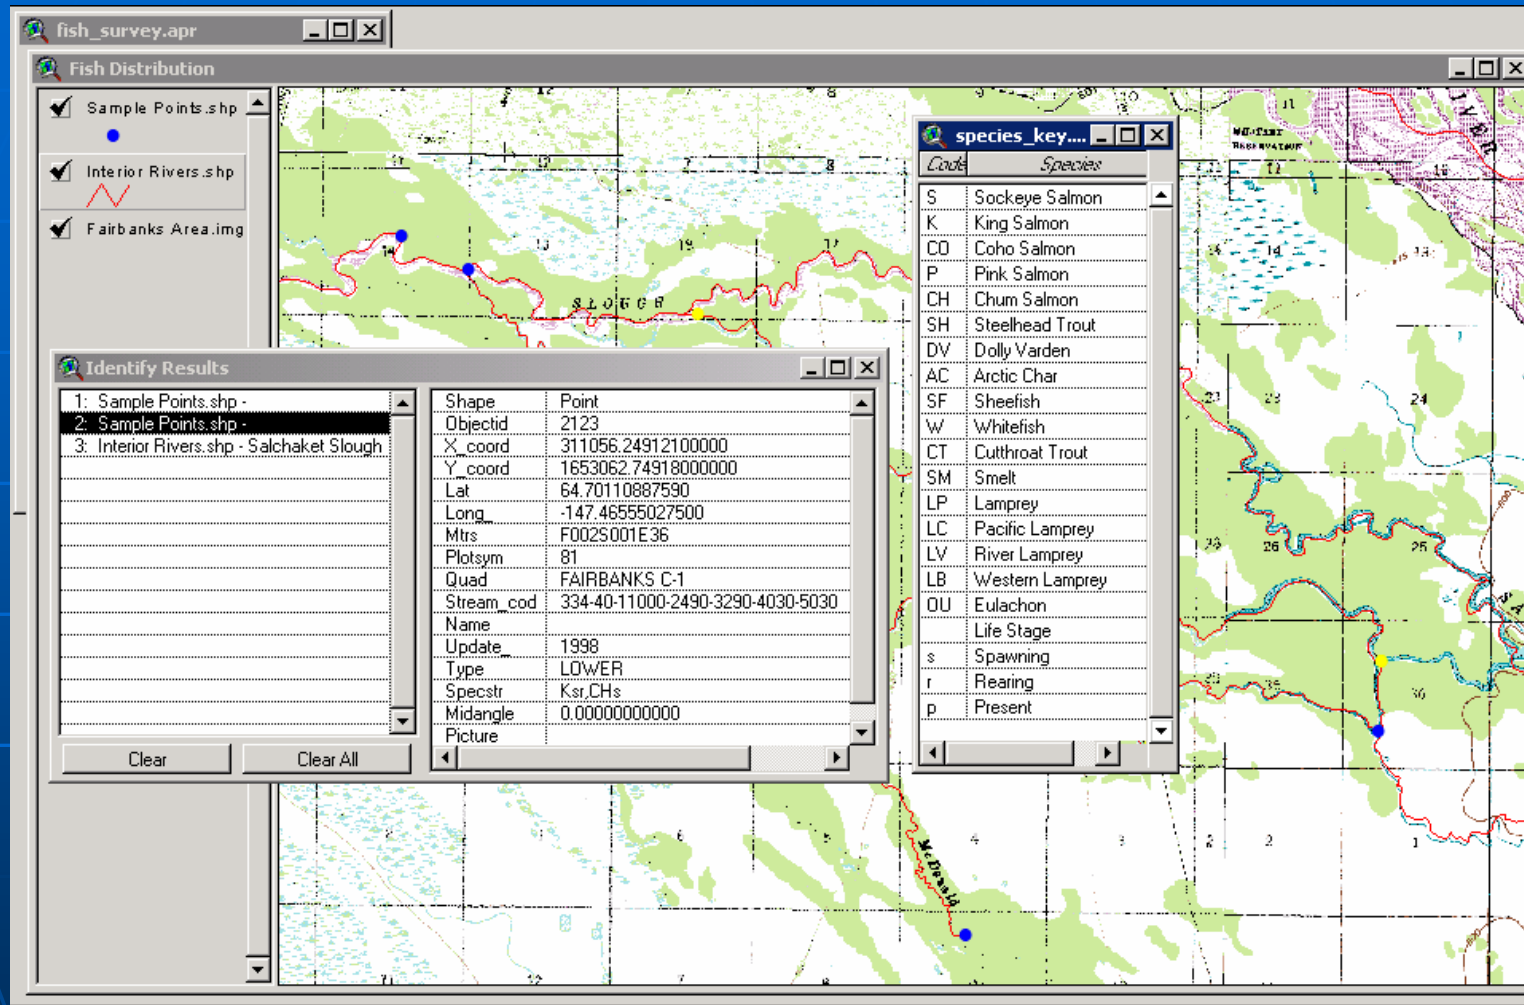 fish_survey.apr
Fish Distribution
Sample Points.shp
Interior Rivers.shp
Fairbanks Area.img
Identify Results
1: Sample Points.shp -
2: Sample Points.shp -
3: Interior Rivers.shp - Salchaket Slough
Clear
Clear All
Shape Point
Objectid 2123
X_coord 311056.24912100000
Y_coord 1653062.74918000000
Lat 64.70110887590
Long_ -147.46555027500
Mtrs F002S001E36
Plotsym 81
Quad FAIRBANKS C-1
Stream_cod 334-40-11000-2490-3290-4030-5030
Name
Update_ 1998
Type LOWER
Specstr Ksr,CHs
Midangle 0.00000000000
Picture
species_key....
Code Species
S Sockeye Salmon
K King Salmon
CO Coho Salmon
P Pink Salmon
CH Chum Salmon
SH Steelhead Trout
DV Dolly Varden
AC Arctic Char
SF Sheefish
W Whitefish
CT Cutthroat Trout
SM Smelt
LP Lamprey
LC Pacific Lamprey
LV River Lamprey
LB Western Lamprey
OU Eulachon
Life Stage
s Spawning
r Rearing
p Present
SLOUGH
McDonald
RESERVATION
24
26
25
36